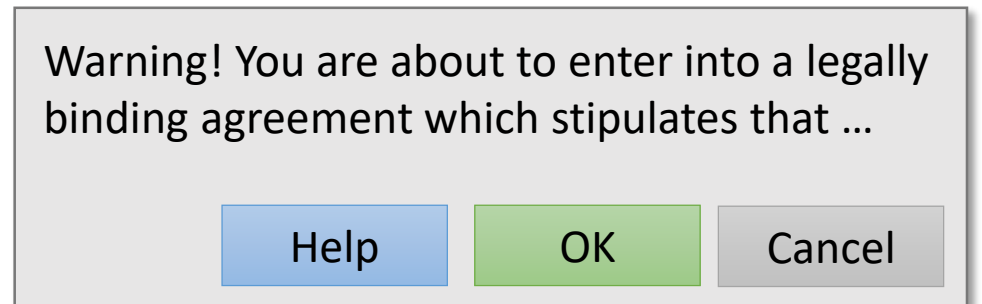 Warning! You are about to enter into a legally
binding agreement which stipulates that …
Help OK Cancel